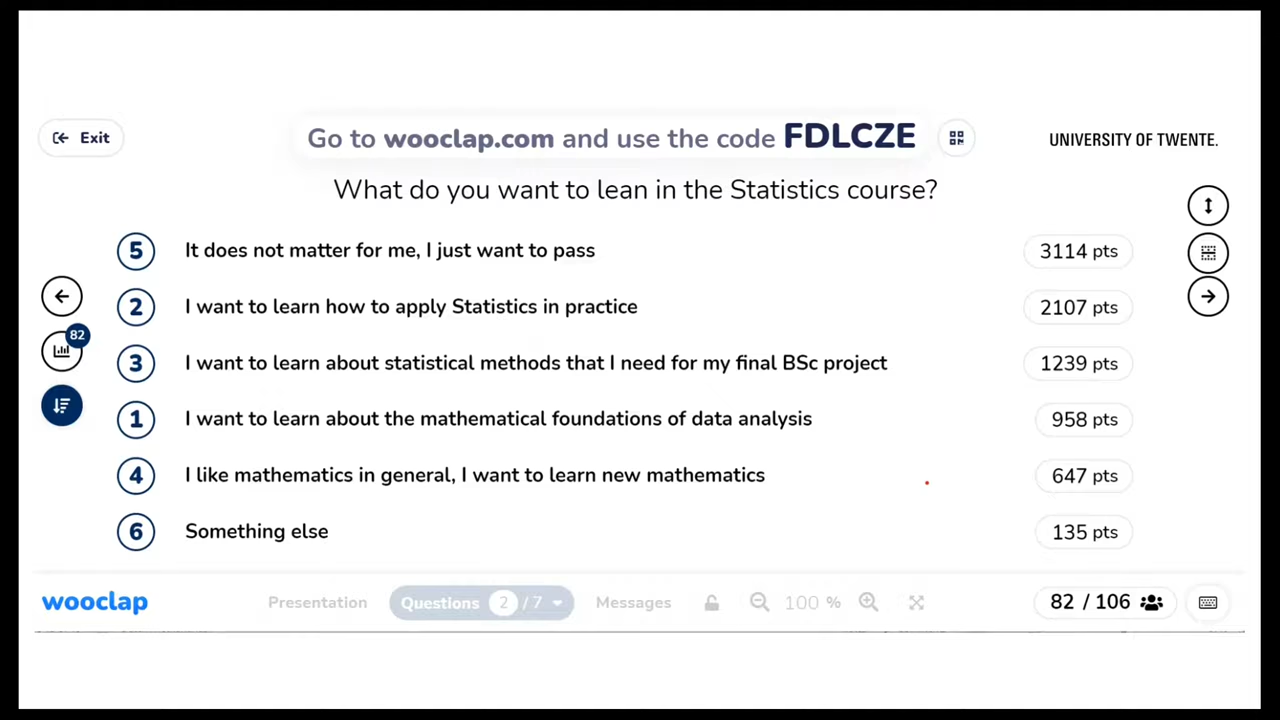 Exit
Go to wooclap.com and use the code FDLCZE
UNIVERSITY OF TWENTE.
What do you want to lean in the Statistics course?
5 It does not matter for me, I just want to pass 3114 pts
2 I want to learn how to apply Statistics in practice 2107 pts
82
3 I want to learn about statistical methods that I need for my final BSc project 1239 pts
1 I want to learn about the mathematical foundations of data analysis 958 pts
4 I like mathematics in general, I want to learn new mathematics 647 pts
6 Something else 135 pts
wooclap Presentation Questions 2 / 7 Messages 100 % 82 / 106